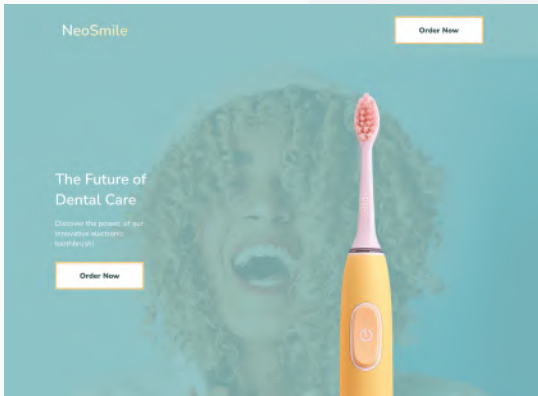 NeoSmile
Order Now
The Future of
Dental Care
Discover the power of our
innovative electronic
toothbrush!
Order Now